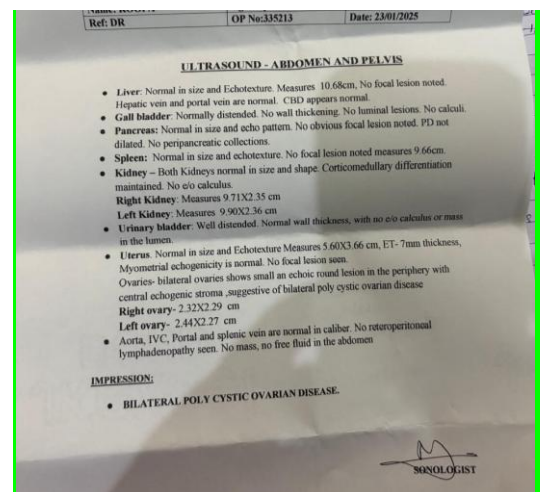 Ref: DR OP No:335213 Date: 23/01/2025
ULTRASOUND - ABDOMEN AND PELVIS
• Liver: Normal in size and Echotexture. Measures 10.68cm, No focal lesion noted.
Hepatic vein and portal vein are normal. CBD appears normal.
• Gall bladder: Normally distended. No wall thickening. No luminal lesions. No calculi.
• Pancreas: Normal in size and echo pattern. No obvious focal lesion noted. PD not
dilated. No peripancreatic collections.
• Spleen: Normal in size and echotexture. No focal lesion noted measures 9.66cm.
• Kidney – Both Kidneys normal in size and shape. Corticomedullary differentiation
maintained. No e/o calculus.
Right Kidney: Measures 9.71X2.35 cm
Left Kidney: Measures 9.90X2.36 cm
• Urinary bladder: Well distended. Normal wall thickness, with no e/o calculus or mass
in the lumen.
• Uterus. Normal in size and Echotexture Measures 5.60X3.66 cm, ET- 7mm thickness,
Myometrial echogenicity is normal. No focal lesion seen.
Ovaries- bilateral ovaries shows small an echoic round lesion in the periphery with
central echogenic stroma ,suggestive of bilateral poly cystic ovarian disease
Right ovary- 2.32X2.29 cm
Left ovary- 2.44X2.27 cm
• Aorta, IVC, Portal and splenic vein are normal in caliber. No reteroperitoneal
lymphadenopathy seen. No mass, no free fluid in the abdomen
IMPRESSION:
• BILATERAL POLY CYSTIC OVARIAN DISEASE.
SONOLOGIST